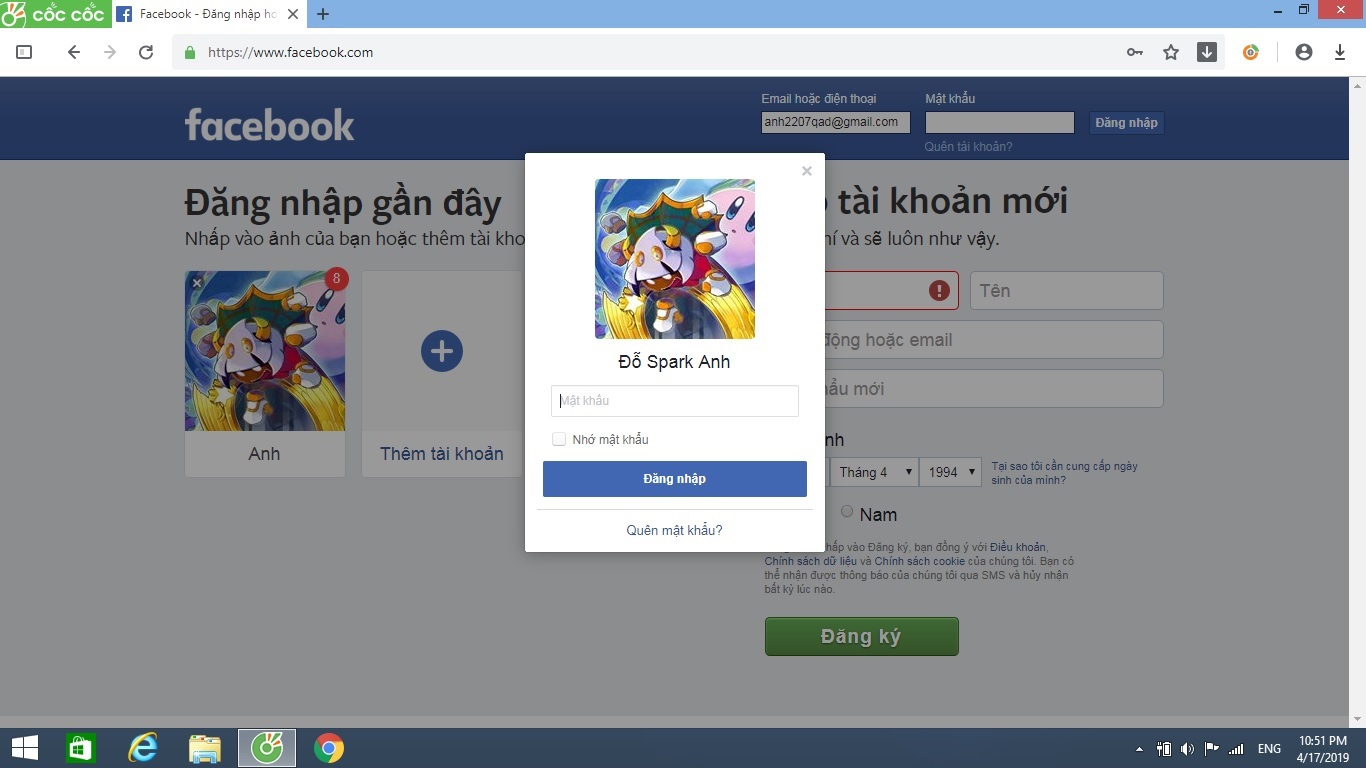 cốc cốc
Facebook - Đăng nhập ho
https://www.facebook.com
facebook
Email hoặc điện thoại
Mật khẩu
anh2207qad@gmail.com
Đăng nhập
Quên tài khoản?
Đăng nhập gần đây
Nhấp vào ảnh của bạn hoặc thêm tài kho
8
Anh
Thêm tài khoản
×
Đỗ Spark Anh
Mật khẩu
Nhớ mật khẩu
Đăng nhập
Quên mật khẩu?
tài khoản mới
và sẽ luôn như vậy.
Tên
động hoặc email
mới
Tháng 4
1994
Tại sao tôi cần cung cấp ngày
sinh của mình?
Nam
hấp vào Đăng ký, bạn đồng ý với Điều khoản,
Chính sách dữ liệu và Chính sách cookie của chúng tôi. Bạn có
thể nhận được thông báo của chúng tôi qua SMS và hủy nhận
bất kỳ lúc nào.
Đăng ký
ENG
10:51 PM
4/17/2019